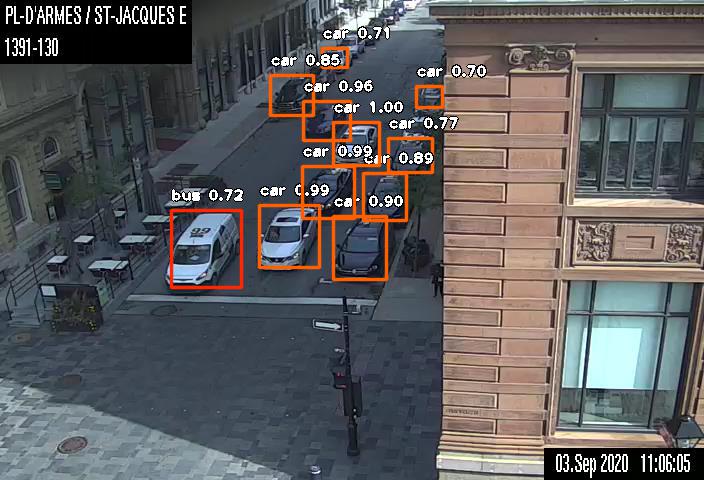 PL-D'ARMES / ST-JACQUES E
1391-130
car 0.71
car 0.85
car 0.70
car 0.96
car 1.00
car 0.77
car 0.99
car 0.89
bus 0.72
car 0.99
car 0.90
99
03.Sep 2020 11:06:05